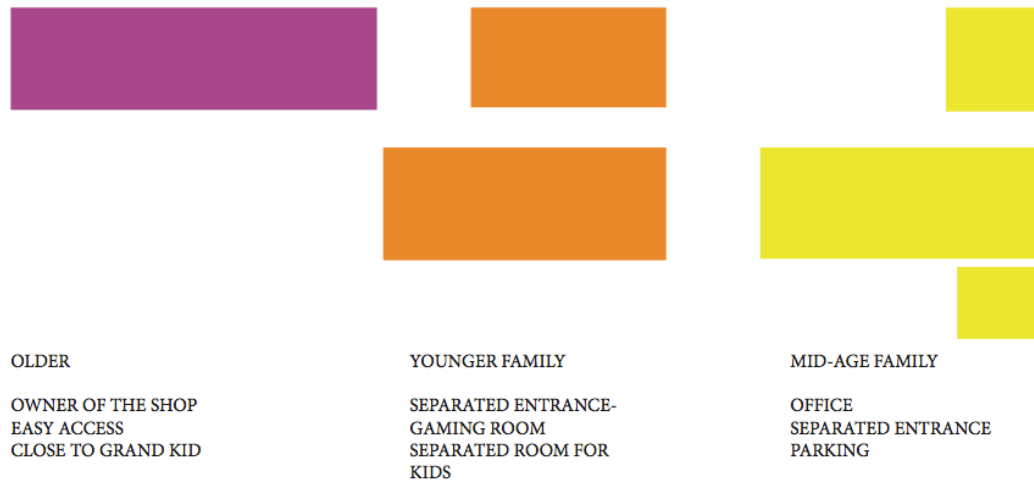 OLDER
OWNER OF THE SHOP
EASY ACCESS
CLOSE TO GRAND KID
YOUNGER FAMILY
SEPARATED ENTRANCE-
GAMING ROOM
SEPARATED ROOM FOR
KIDS
MID-AGE FAMILY
OFFICE
SEPARATED ENTRANCE
PARKING